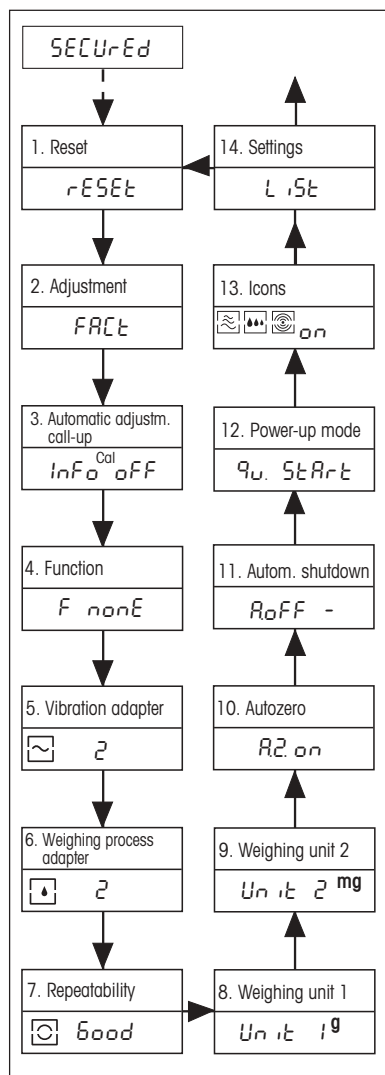 SECUrEd
1. Reset
rESEt
2. Adjustment
FACt
3. Automatic adjustm.
call-up
InFo Cal oFF
4. Function
F nonE
5. Vibration adapter
2
6. Weighing process
adapter
2
7. Repeatability
Good
8. Weighing unit 1
Unit 1 g
9. Weighing unit 2
Unit 2 mg
10. Autozero
A.Z. on
11. Autom. shutdown
A.oFF -
12. Power-up mode
qu. StArt
13. Icons
on
14. Settings
LiSt